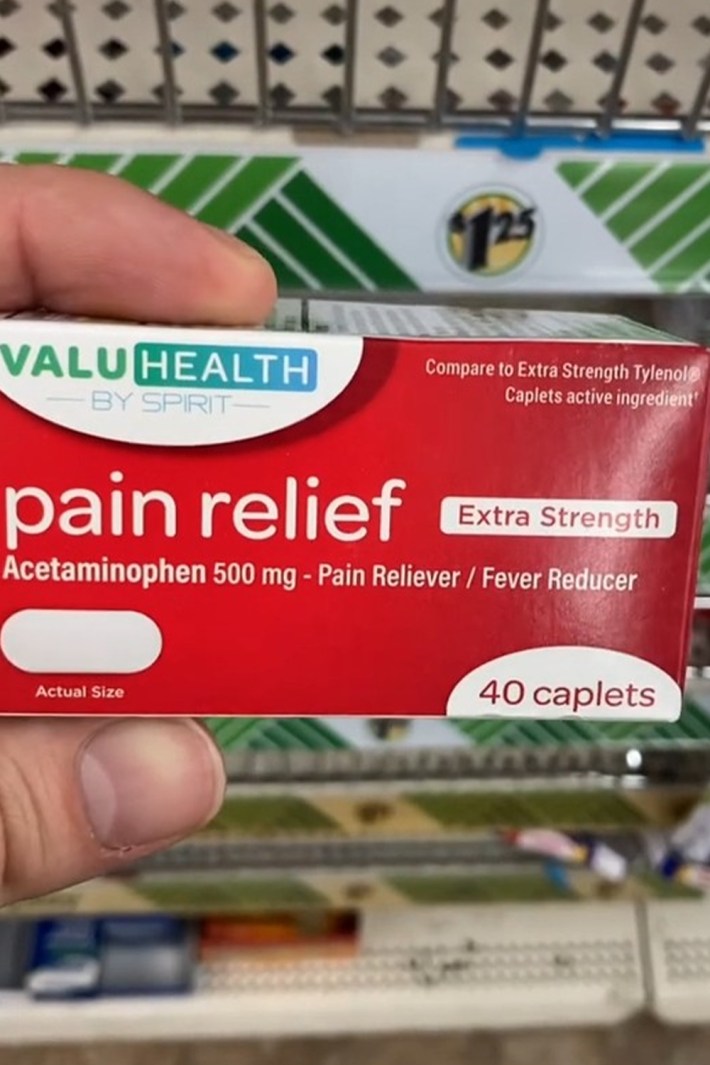 $1.25
VALUHEALTH
BY SPIRIT
Compare to Extra Strength Tylenol®
Caplets active ingredient†
pain relief
Extra Strength
Acetaminophen 500 mg - Pain Reliever / Fever Reducer
Actual Size
40 caplets